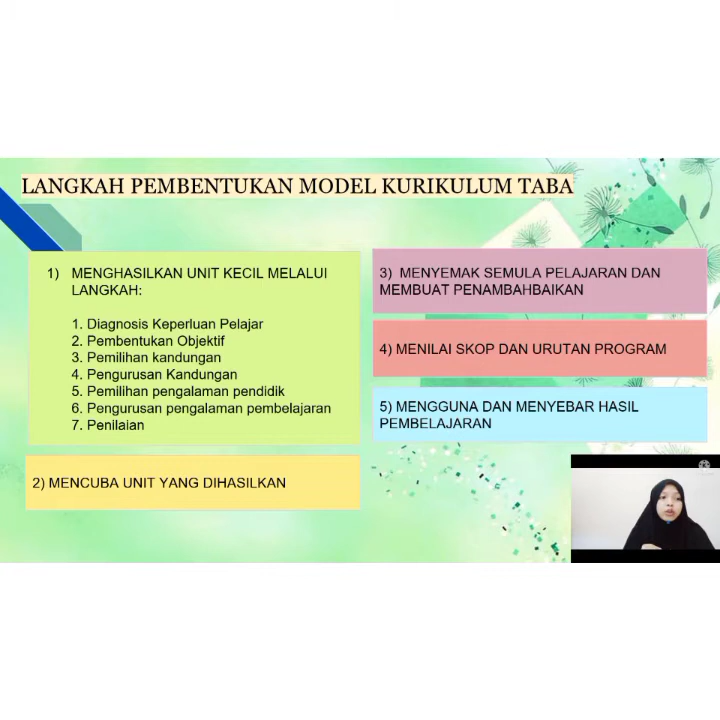 LANGKAH PEMBENTUKAN MODEL KURIKULUM TABA
1) MENGHASILKAN UNIT KECIL MELALUI
LANGKAH:
1. Diagnosis Keperluan Pelajar
2. Pembentukan Objektif
3. Pemilihan kandungan
4. Pengurusan Kandungan
5. Pemilihan pengalaman pendidik
6. Pengurusan pengalaman pembelajaran
7. Penilaian
2) MENCUBA UNIT YANG DIHASILKAN
3) MENYEMAK SEMULA PELAJARAN DAN
MEMBUAT PENAMBAHBAIKAN
4) MENILAI SKOP DAN URUTAN PROGRAM
5) MENGGUNA DAN MENYEBAR HASIL
PEMBELAJARAN